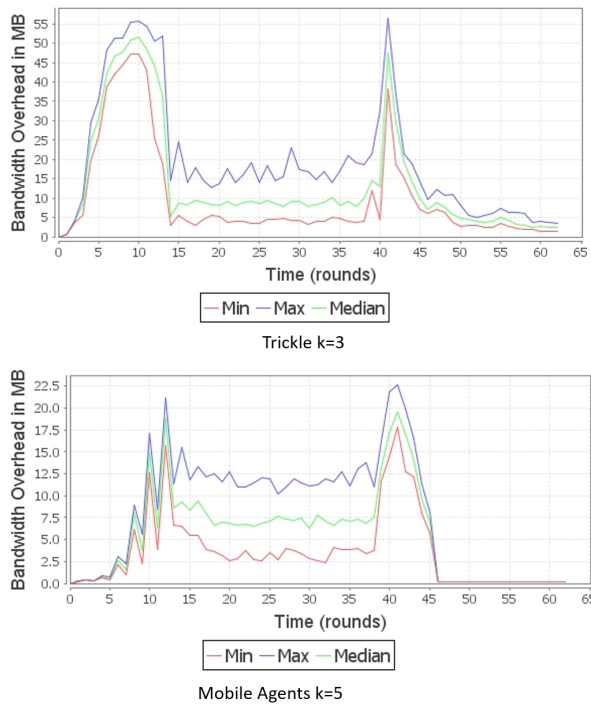 Bandwidth Overhead in MB
55
50
45
40
35
30
25
20
15
10
5
0
0 5 10 15 20 25 30 35 40 45 50 55 60 65
Time (rounds)
Min Max Median
Trickle k=3
Bandwidth Overhead in MB
22.5
20.0
17.5
15.0
12.5
10.0
7.5
5.0
2.5
0.0
0 5 10 15 20 25 30 35 40 45 50 55 60 65
Time (rounds)
Min Max Median
Mobile Agents k=5